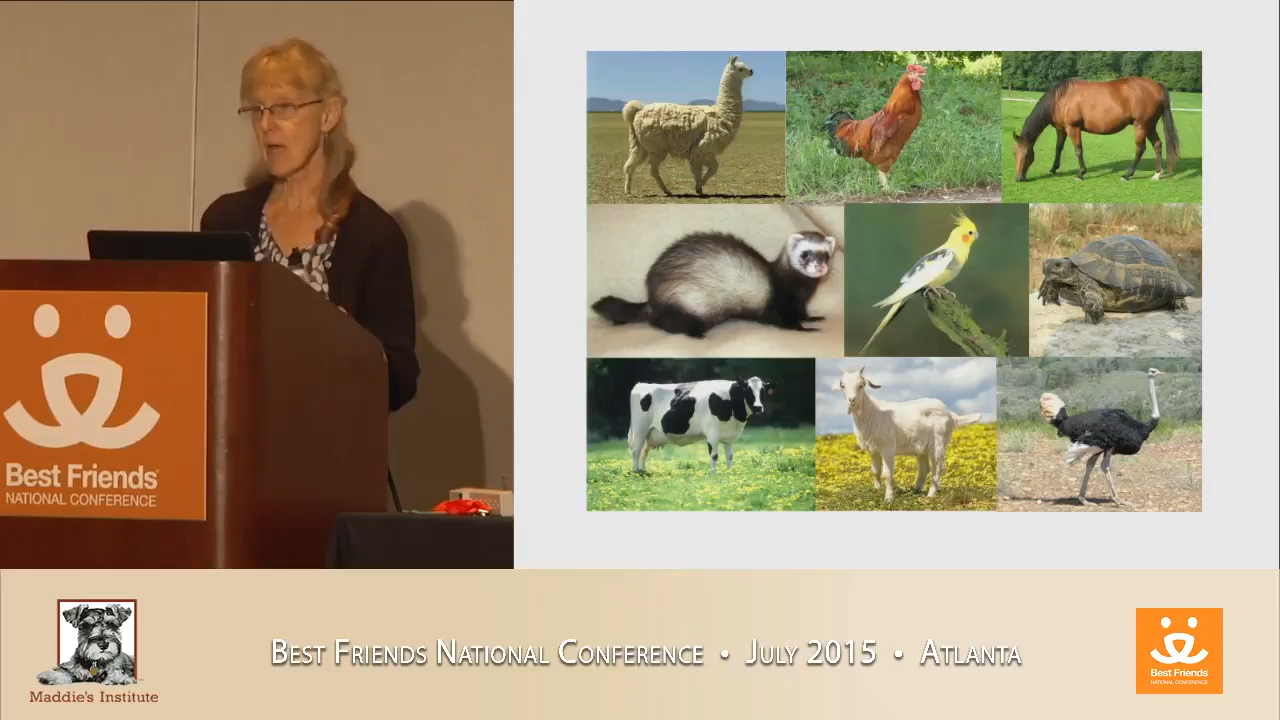 Best Friends
NATIONAL CONFERENCE
Maddie's Institute
BEST FRIENDS NATIONAL CONFERENCE • JULY 2015 • ATLANTA
Best Friends
NATIONAL CONFERENCE